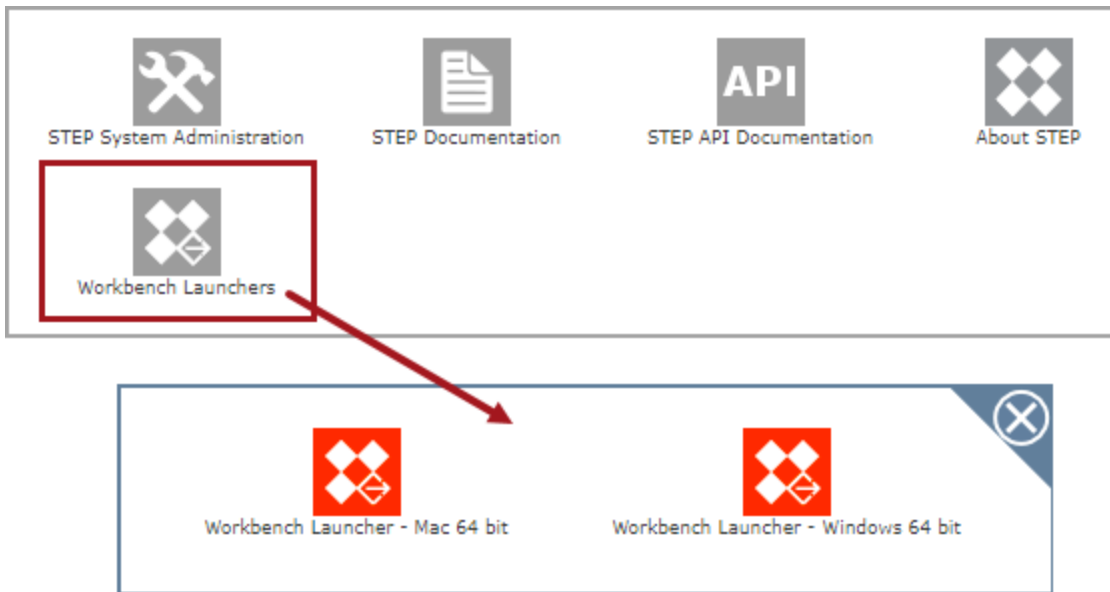 STEP System Administration
STEP Documentation
API
STEP API Documentation
About STEP
Workbench Launchers
Workbench Launcher - Mac 64 bit
Workbench Launcher - Windows 64 bit